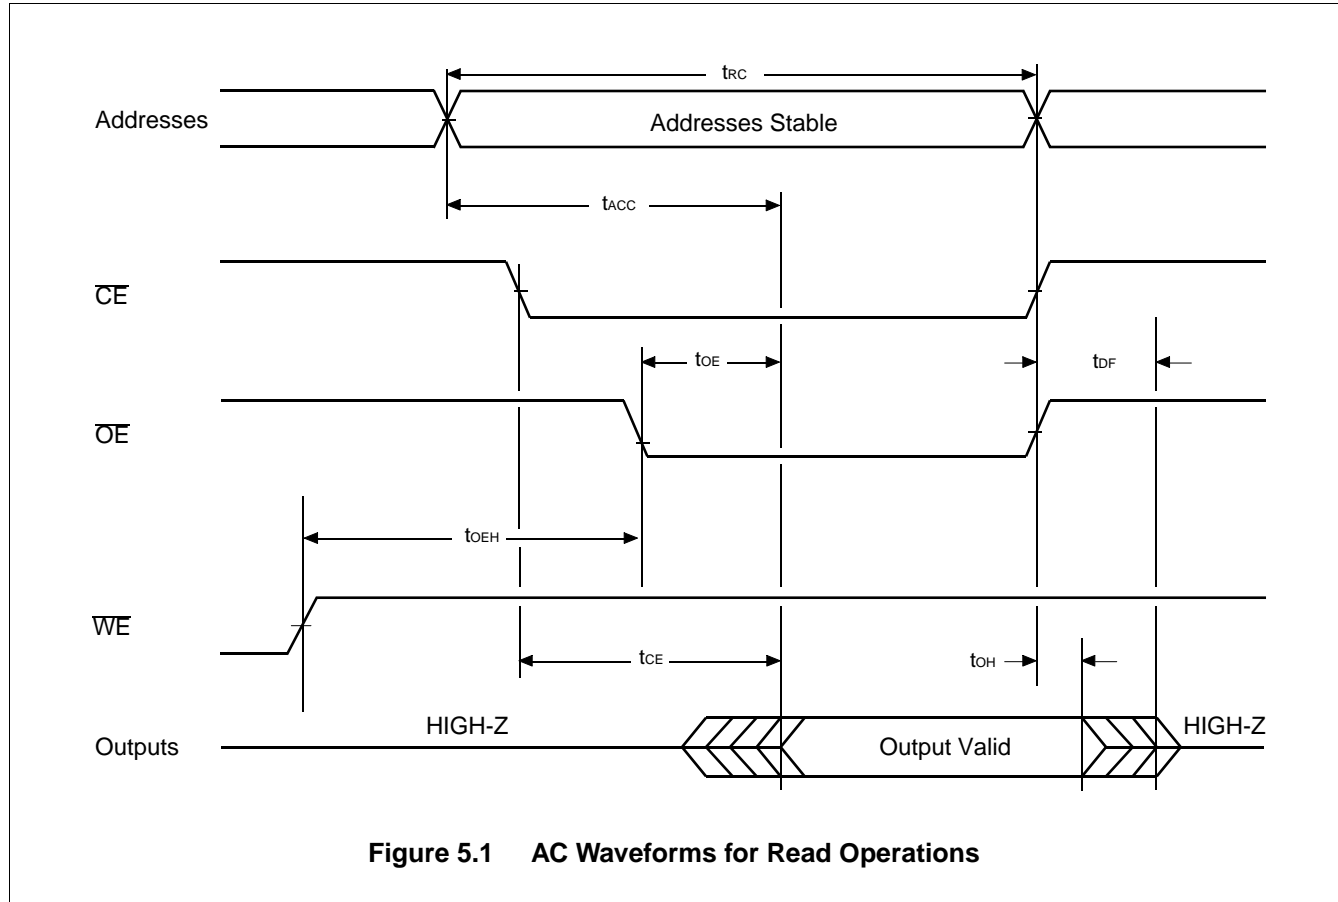 tRC
Addresses
Addresses Stable
tACC
CE
tOE
tDF
OE
tOEH
WE
tCE
tOH
HIGH-Z
HIGH-Z
Outputs
Output Valid
Figure 5.1 AC Waveforms for Read Operations